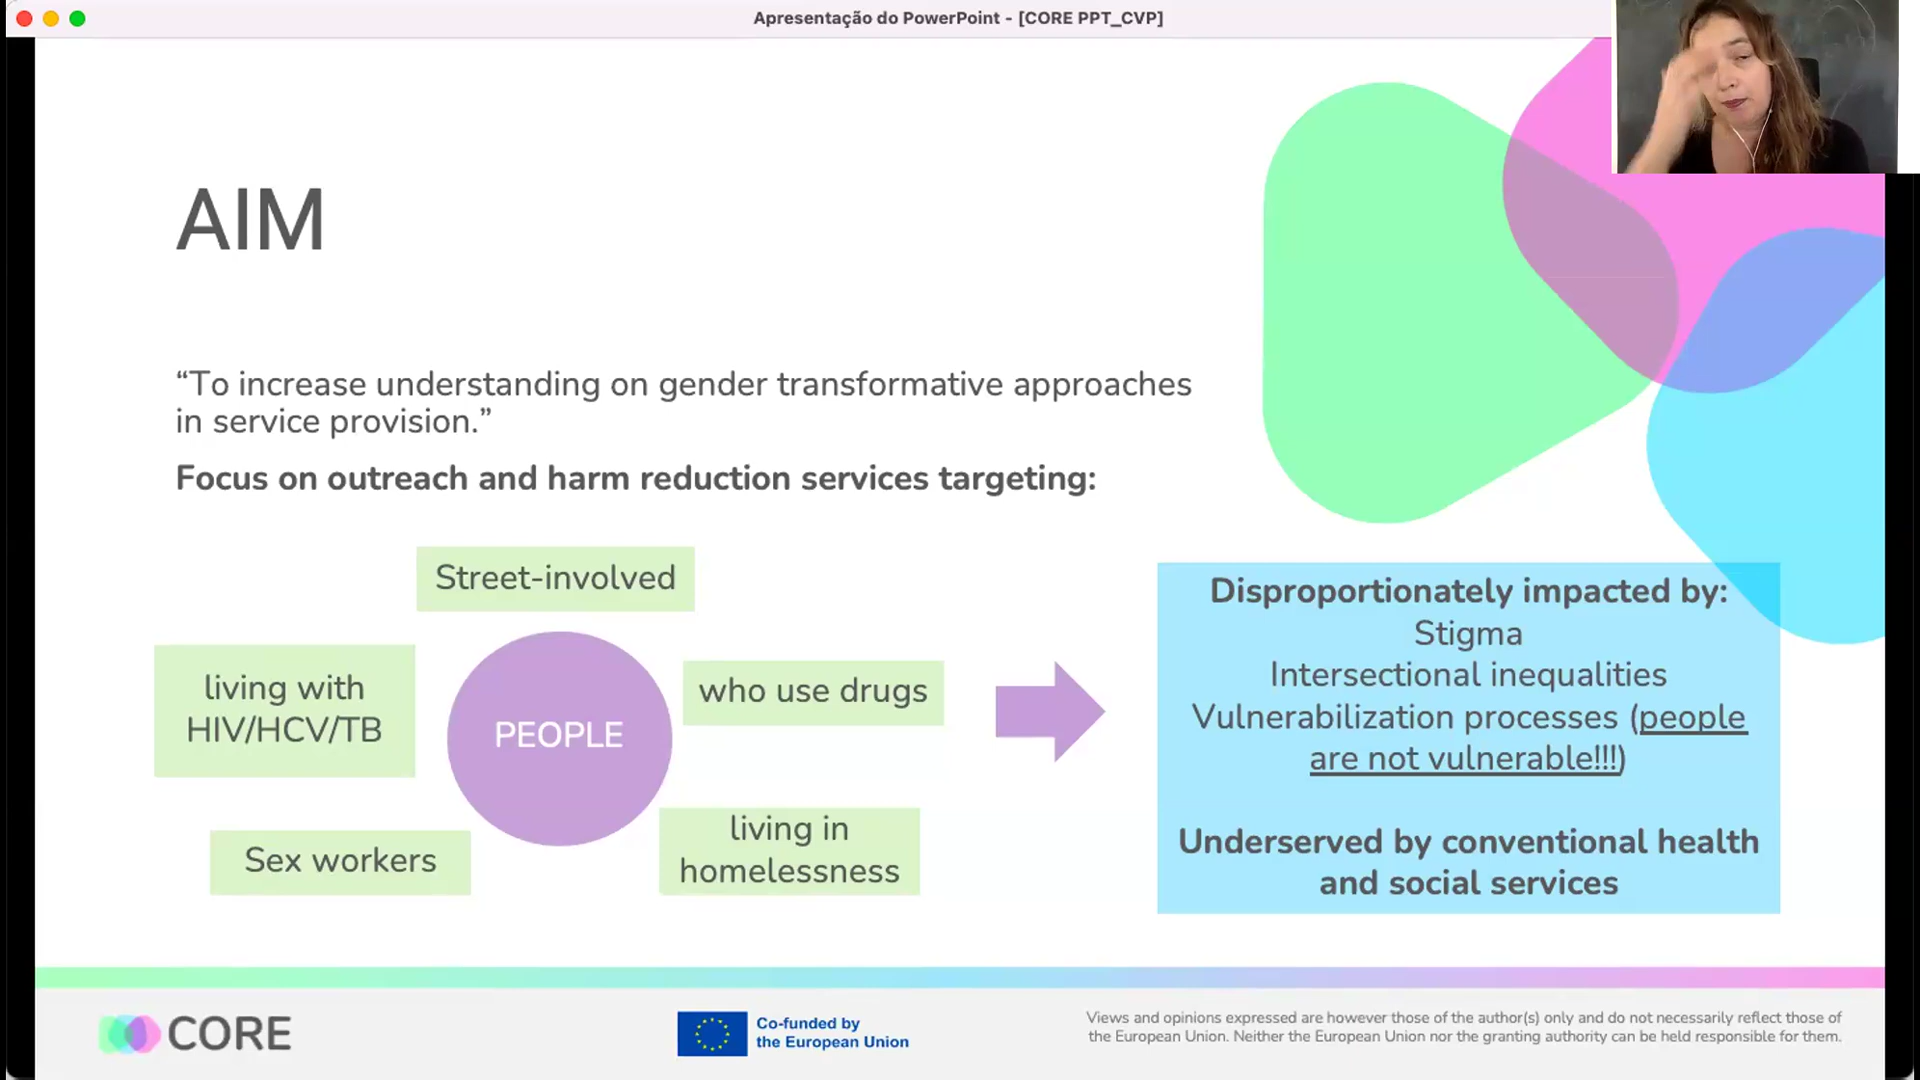 Apresentação do PowerPoint - [CORE PPT_CVP]
AIM
“To increase understanding on gender transformative approaches
in service provision.”
Focus on outreach and harm reduction services targeting:
Street-involved
living with
HIV/HCV/TB
PEOPLE
who use drugs
Sex workers
living in
homelessness
Disproportionately impacted by:
Stigma
Intersectional inequalities
Vulnerabilization processes (people
are not vulnerable!!!)
Underserved by conventional health
and social services
CORE
Co-funded by
the European Union
Views and opinions expressed are however those of the author(s) only and do not necessarily reflect those of
the European Union. Neither the European Union nor the granting authority can be held responsible for them.